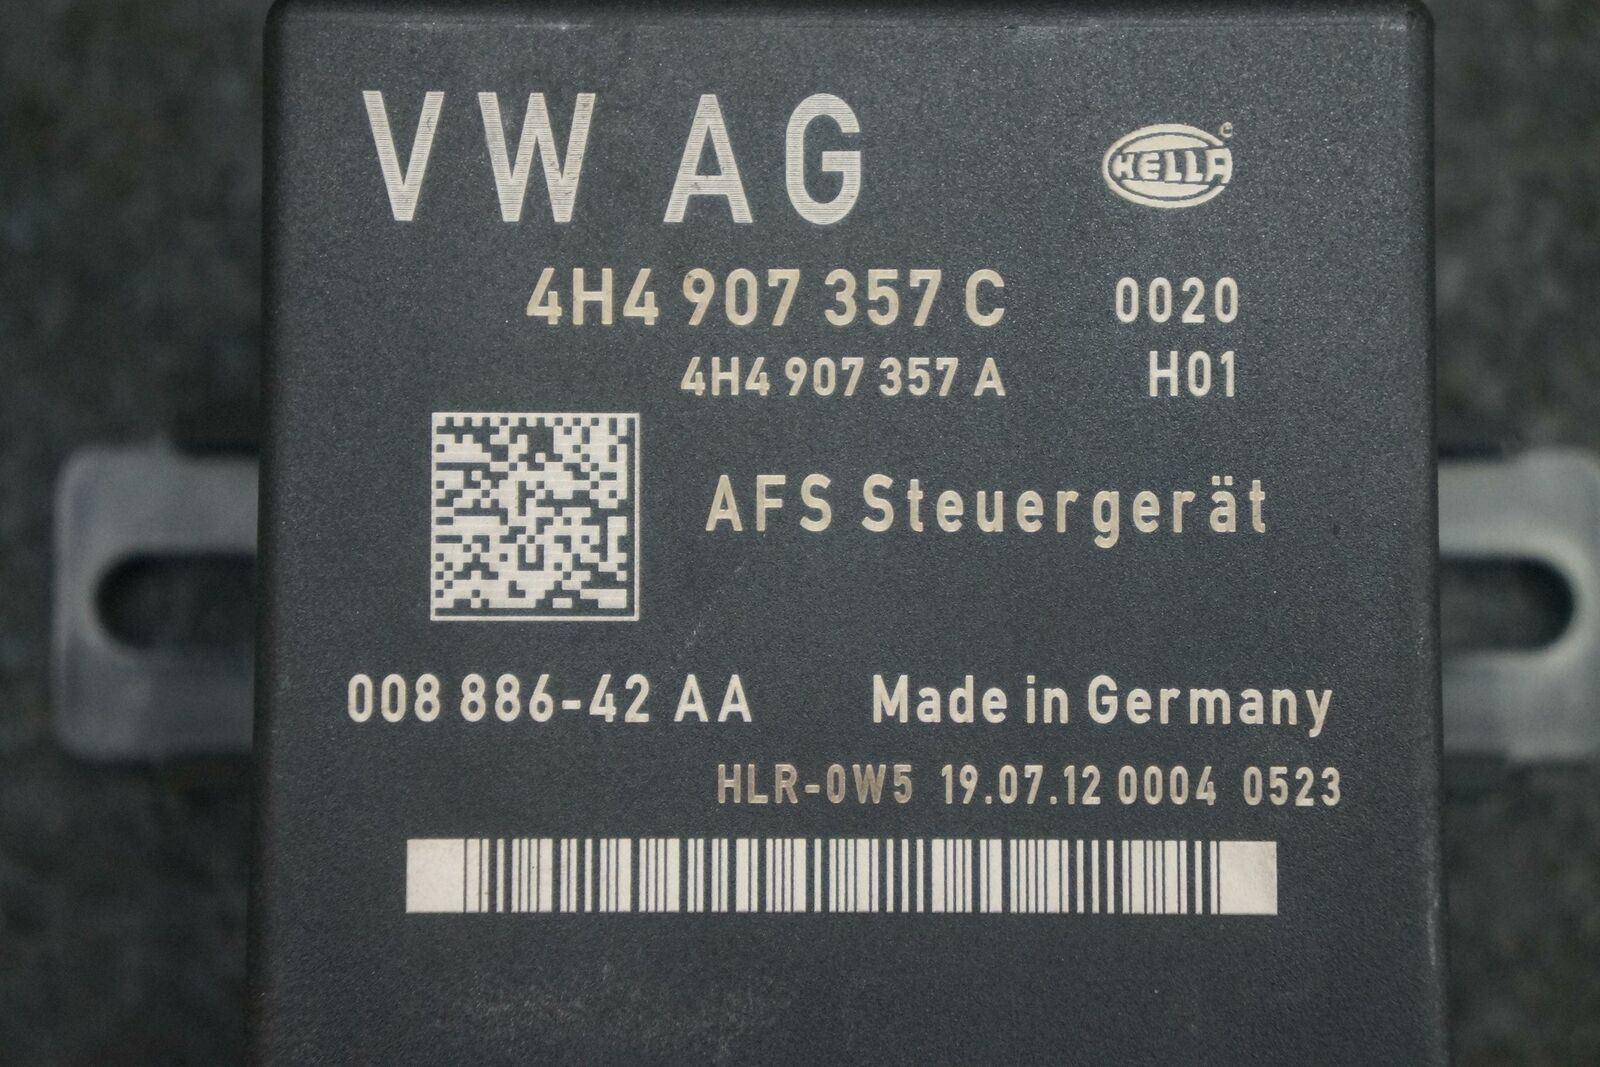 VW AG
HELLA
4H4 907 357 C 0020
4H4 907 357 A H01
AFS Steuergerät
008 886-42 AA Made in Germany
HLR-0W5 19.07.12 0004 0523